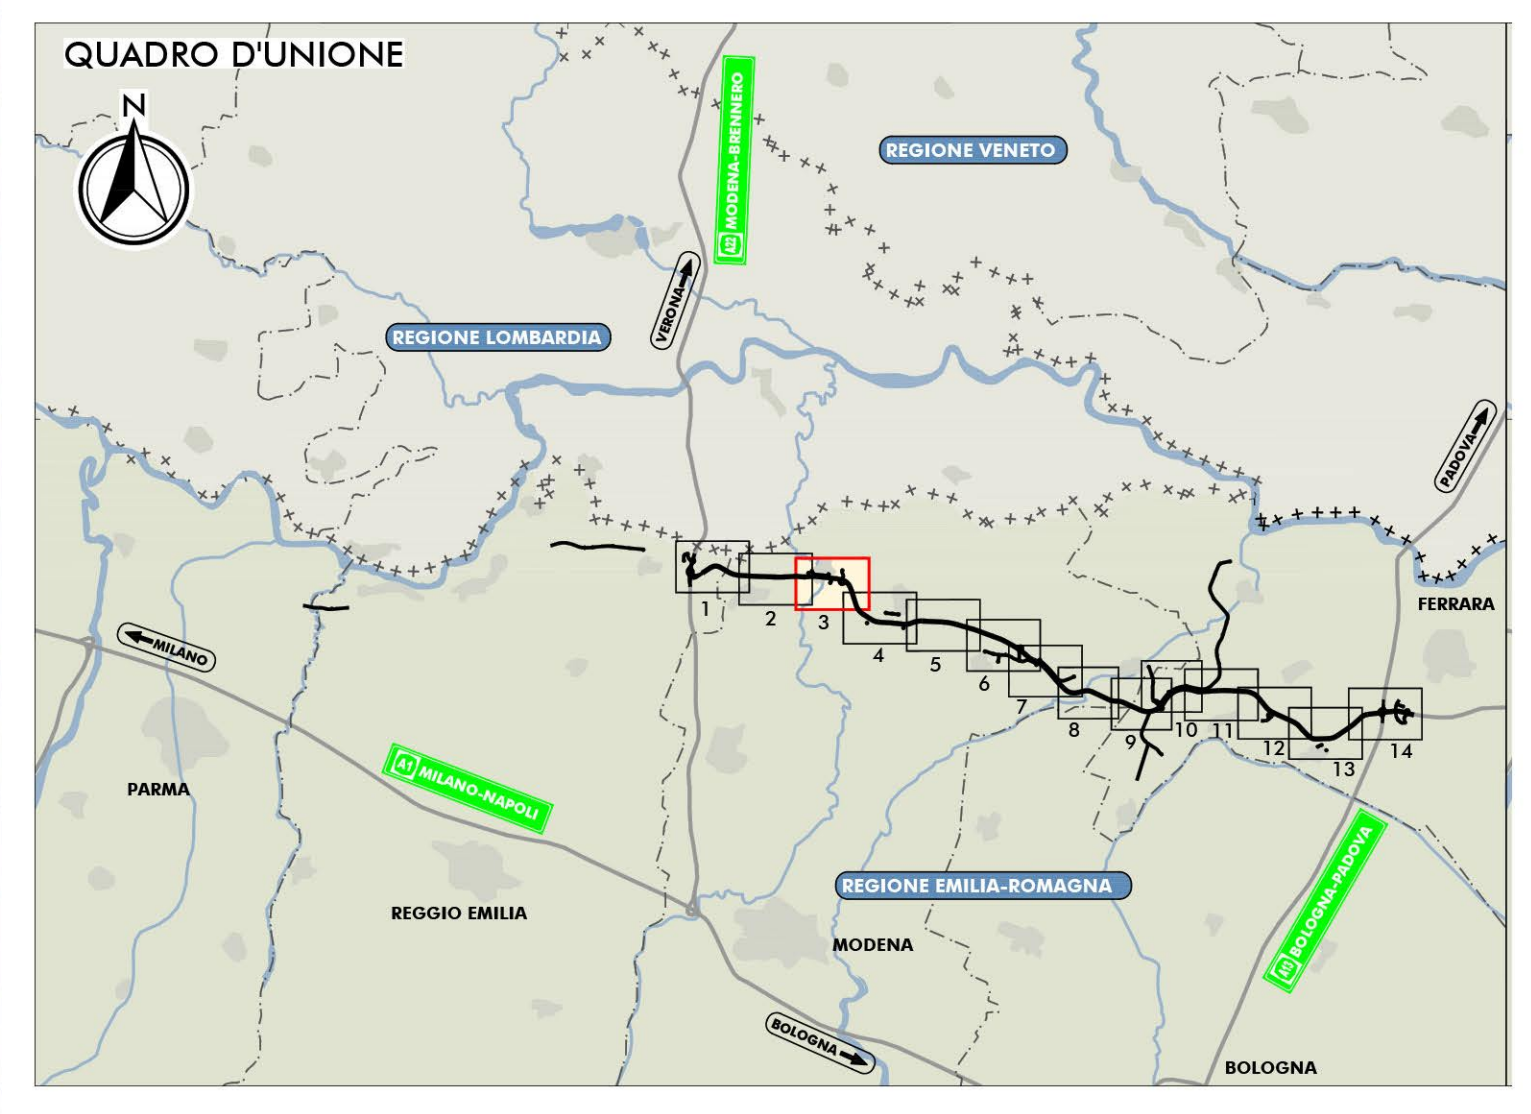 QUADRO D'UNIONE
N
A22 MODENA-BRENNERO
REGIONE VENETO
VERONA
REGIONE LOMBARDIA
PADOVA
FERRARA
MILANO
1
2
3
4
5
6
7
8
9
10
11
12
13
14
PARMA
A1 MILANO-NAPOLI
REGGIO EMILIA
REGIONE EMILIA-ROMAGNA
MODENA
A13 BOLOGNA-PADOVA
BOLOGNA
BOLOGNA